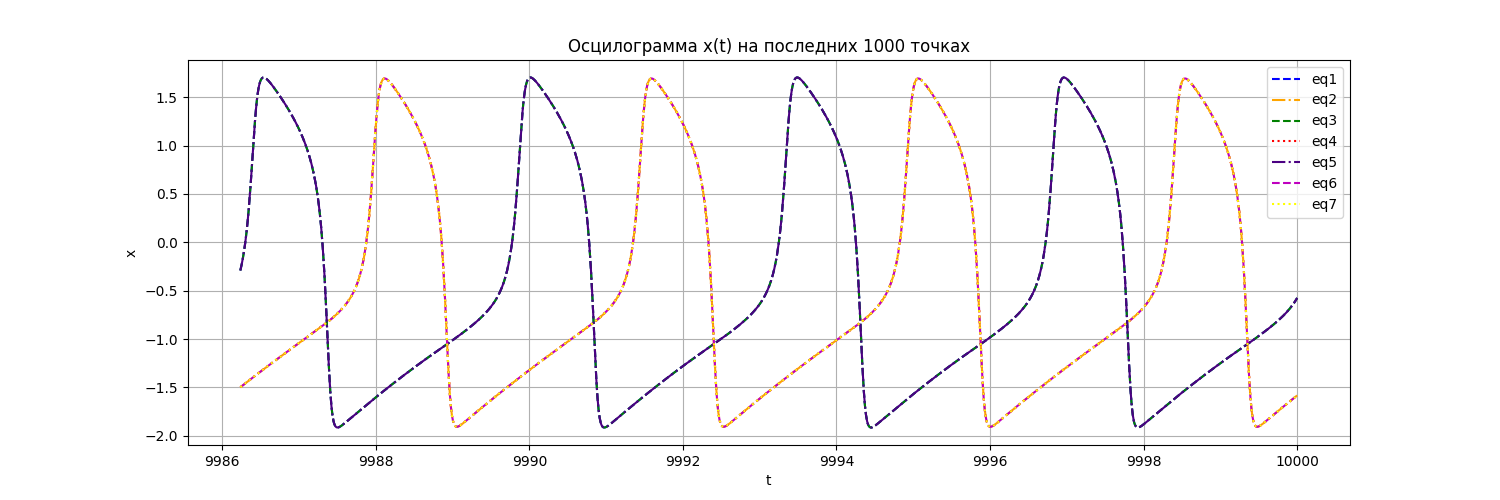 Осцилограмма x(t) на последних 1000 точках
x
1.5
1.0
0.5
0.0
−0.5
−1.0
−1.5
−2.0
eq1
eq2
eq3
eq4
eq5
eq6
eq7
9986
9988
9990
9992
9994
9996
9998
10000
t